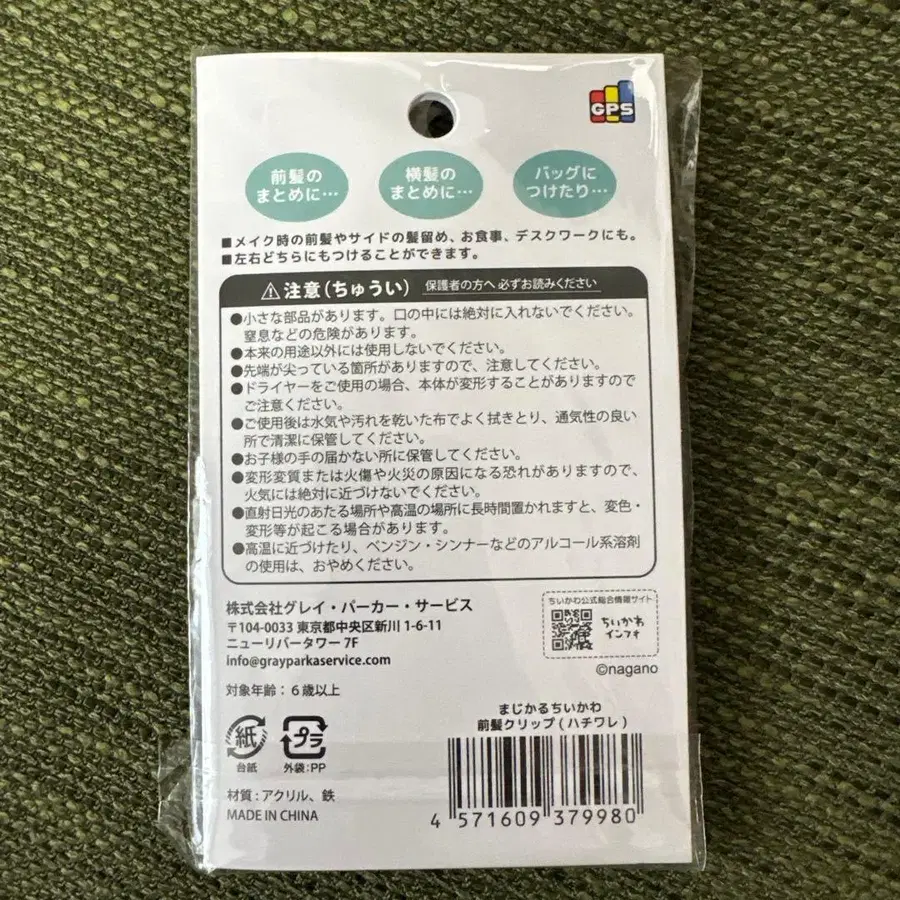 GPS
前髪の
まとめに…
横髪の
まとめに…
バッグに
つけたり…
■メイク時の前髪やサイドの髪留め、お食事、デスクワークにも。
■左右どちらにもつけることができます。
注意(ちゅうい) 保護者の方へ必ずお読みください
●小さな部品があります。口の中には絶対に入れないでください。
窒息などの危険があります。
●本来の用途以外には使用しないでください。
●先端が尖っている箇所がありますので、注意してください。
●ドライヤーをご使用の場合、本体が変形することがありますので
ご注意ください。
●ご使用後は水気や汚れを乾いた布でよく拭きとり、通気性の良い
所で清潔に保管してください。
●お子様の手の届かない所に保管してください。
●変形変質または火傷や火災の原因になる恐れがありますので、
火気には絶対に近づけないでください。
●直射日光のあたる場所や高温の場所に長時間置かれますと、変色・
変形等が起こる場合があります。
●高温に近づけたり、ベンジン・シンナーなどのアルコール系溶剤
の使用は、おやめください。
株式会社グレイ・パーカー・サービス
〒104-0033 東京都中央区新川 1-6-11
ニューリバータワー 7F
info@grayparkaservice.com
ちいかわ公式総合情報サイト
ちいかわ
インフォ
©nagano
対象年齢：6歳以上
紙
台紙
プラ
外袋:PP
材質：アクリル、鉄
MADE IN CHINA
まじかるちいかわ
前髪クリップ(ハチワレ)
4 571609 379980